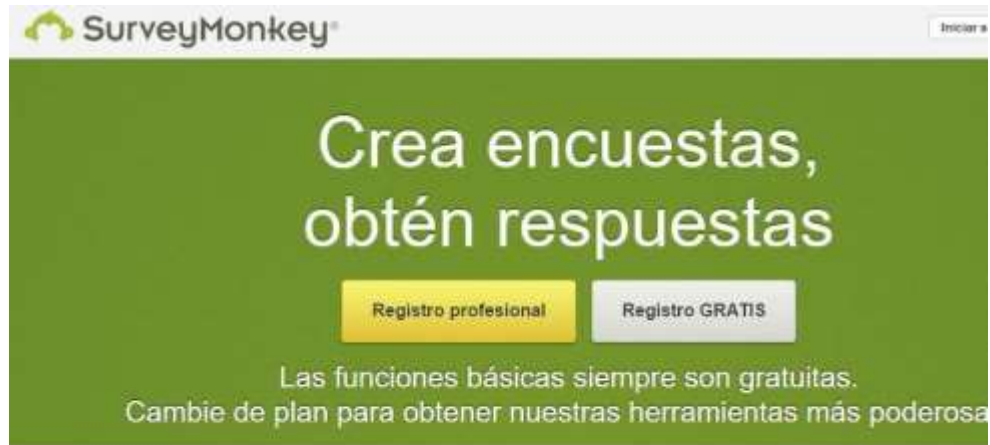 SurveyMonkey®
Iniciar s
Crea encuestas,
obtén respuestas
Registro profesional
Registro GRATIS
Las funciones básicas siempre son gratuitas.
Cambie de plan para obtener nuestras herramientas más poderosa